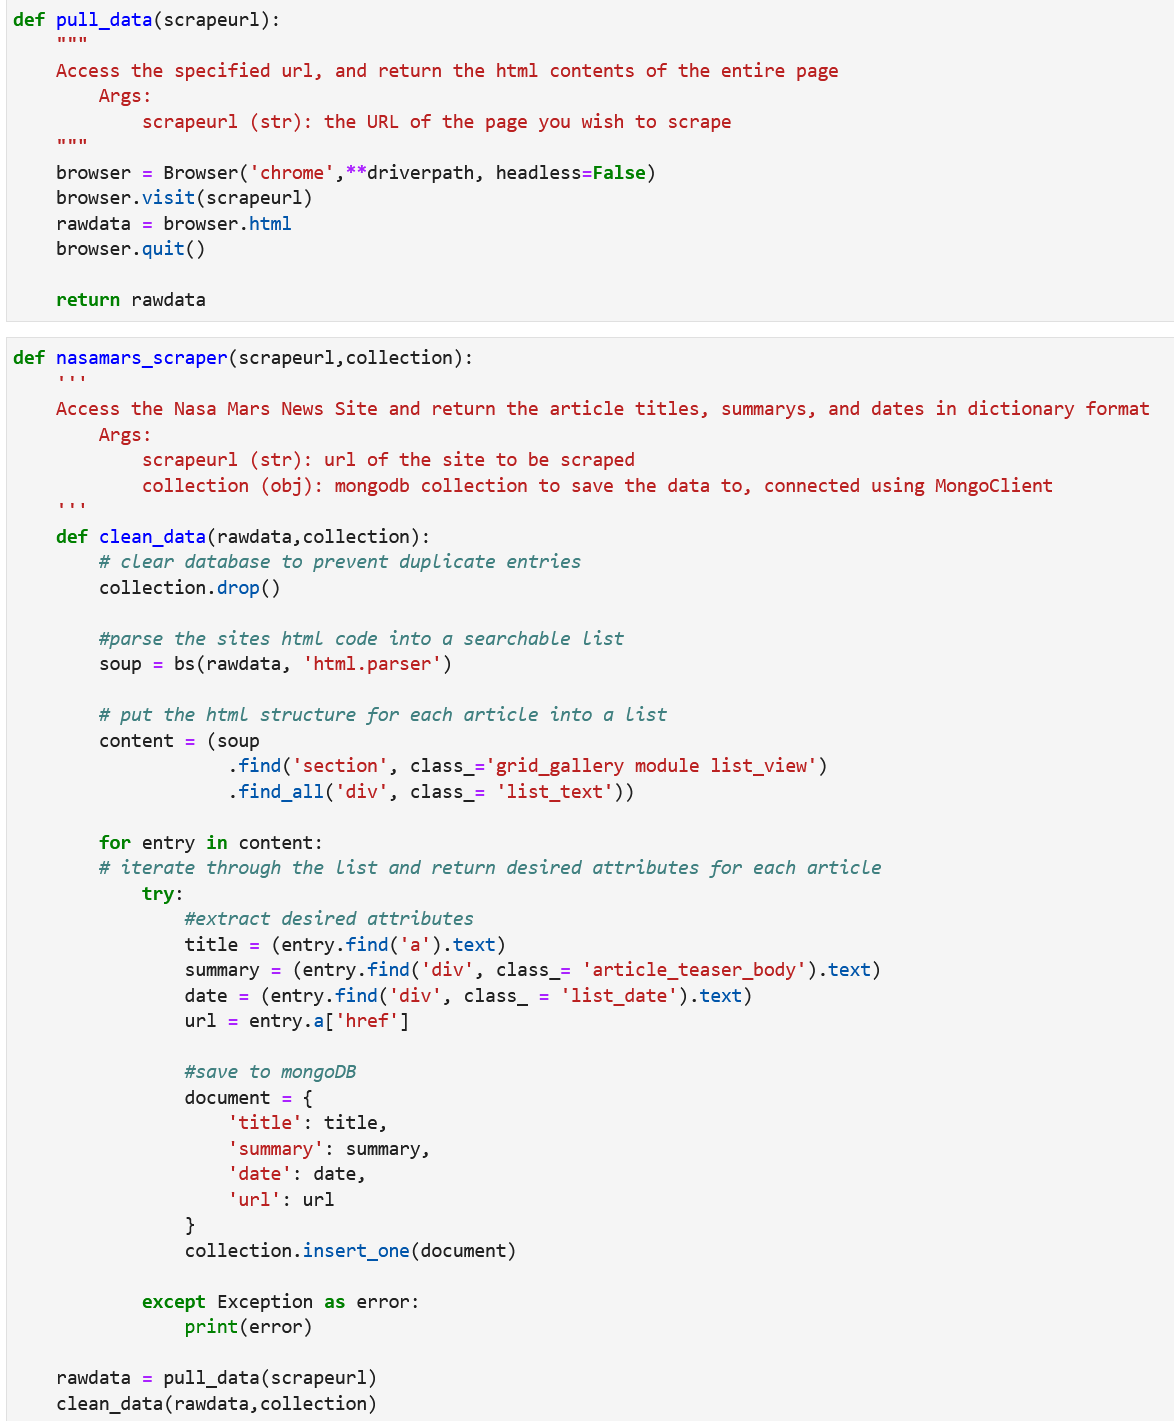 def pull_data(scrapeurl):
    """
    Access the specified url, and return the html contents of the entire page
        Args:
            scrapeurl (str): the URL of the page you wish to scrape
    """
    browser = Browser('chrome',**driverpath, headless=False)
    browser.visit(scrapeurl)
    rawdata = browser.html
    browser.quit()

    return rawdata

def nasamars_scraper(scrapeurl,collection):
    '''
    Access the Nasa Mars News Site and return the article titles, summarys, and dates in dictionary format
        Args:
            scrapeurl (str): url of the site to be scraped
            collection (obj): mongodb collection to save the data to, connected using MongoClient
    '''
    def clean_data(rawdata,collection):
        # clear database to prevent duplicate entries
        collection.drop()

        #parse the sites html code into a searchable list
        soup = bs(rawdata, 'html.parser')

        # put the html structure for each article into a list
        content = (soup
                    .find('section', class_='grid_gallery module list_view')
                    .find_all('div', class_= 'list_text'))

        for entry in content:
        # iterate through the list and return desired attributes for each article
            try:
                #extract desired attributes
                title = (entry.find('a').text)
                summary = (entry.find('div', class_= 'article_teaser_body').text)
                date = (entry.find('div', class_ = 'list_date').text)
                url = entry.a['href']

                #save to mongoDB
                document = {
                    'title': title,
                    'summary': summary,
                    'date': date,
                    'url': url
                }
                collection.insert_one(document)

            except Exception as error:
                print(error)

    rawdata = pull_data(scrapeurl)
    clean_data(rawdata,collection)